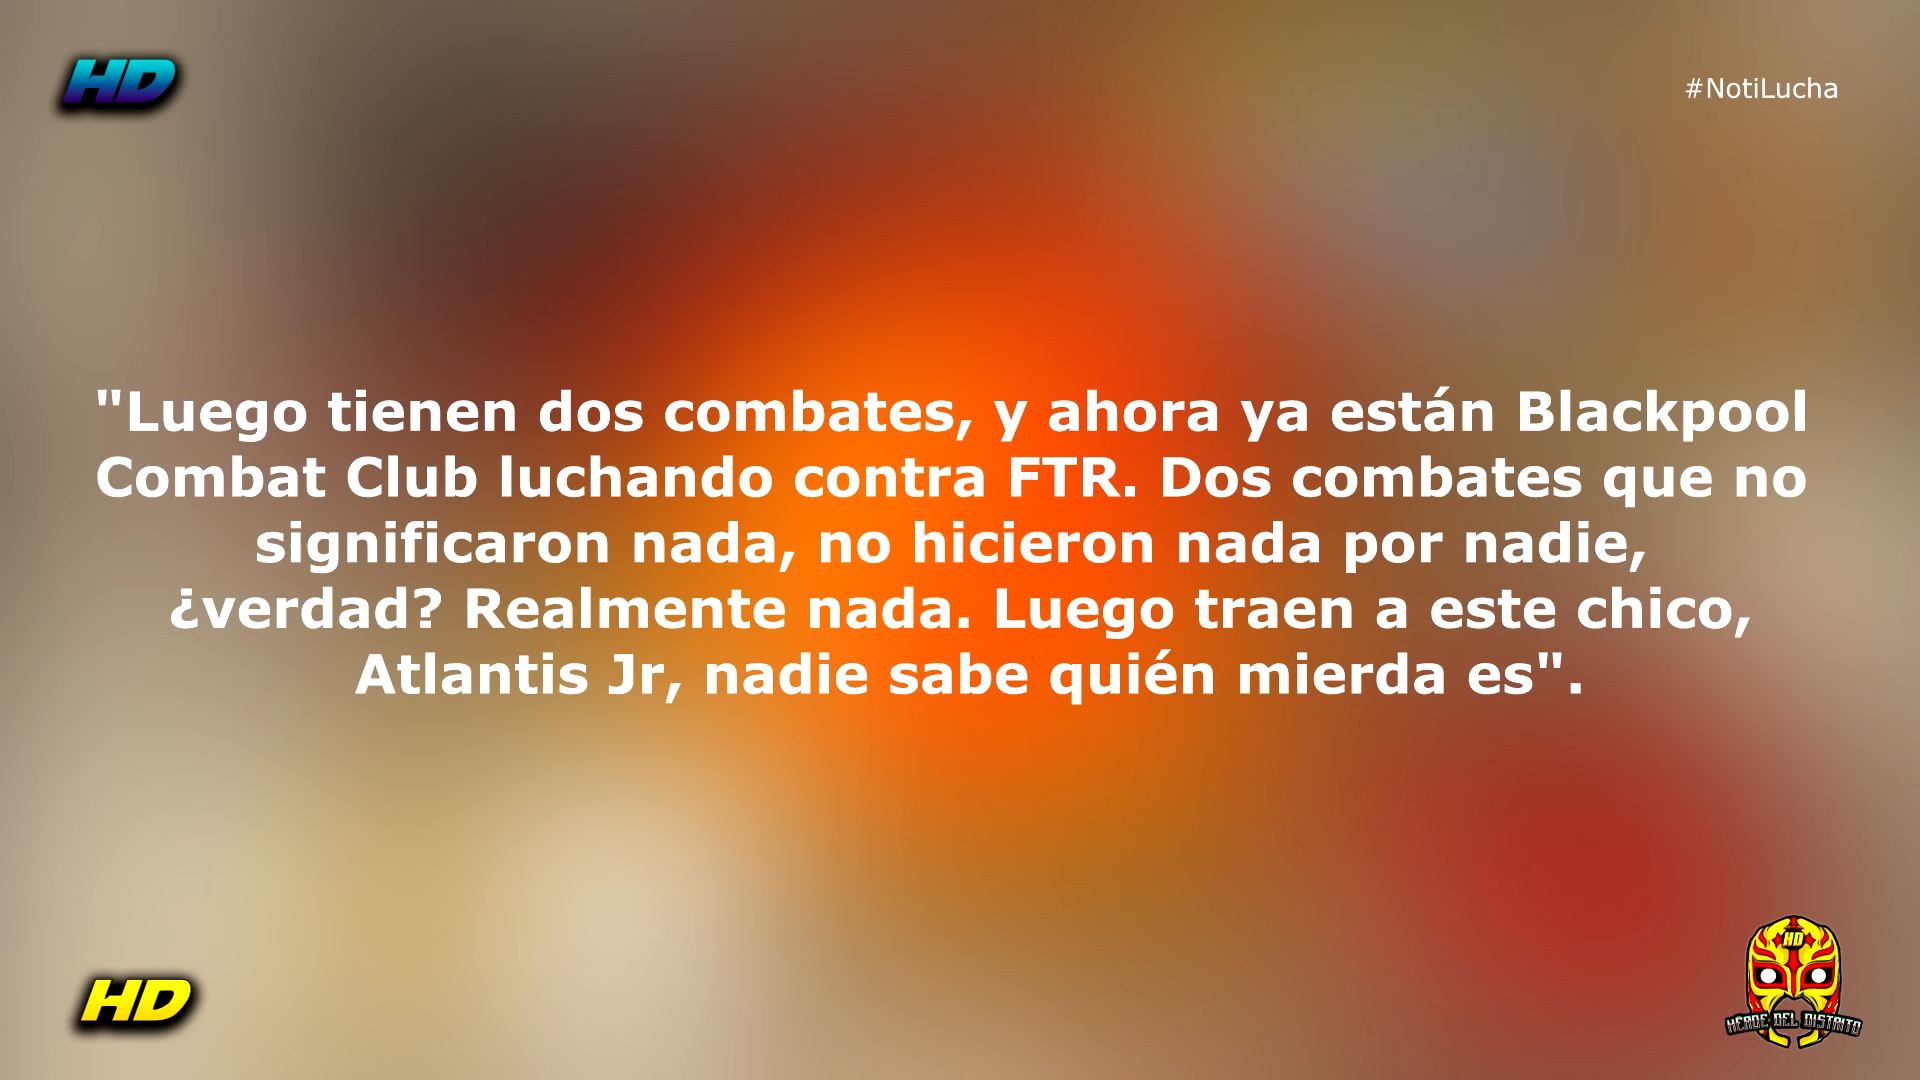 HD
#NotiLucha
"Luego tienen dos combates, y ahora ya están Blackpool
Combat Club luchando contra FTR. Dos combates que no
significaron nada, no hicieron nada por nadie,
¿verdad? Realmente nada. Luego traen a este chico,
Atlantis Jr, nadie sabe quién mierda es".
HD
HD
HEROE DEL DISTRITO